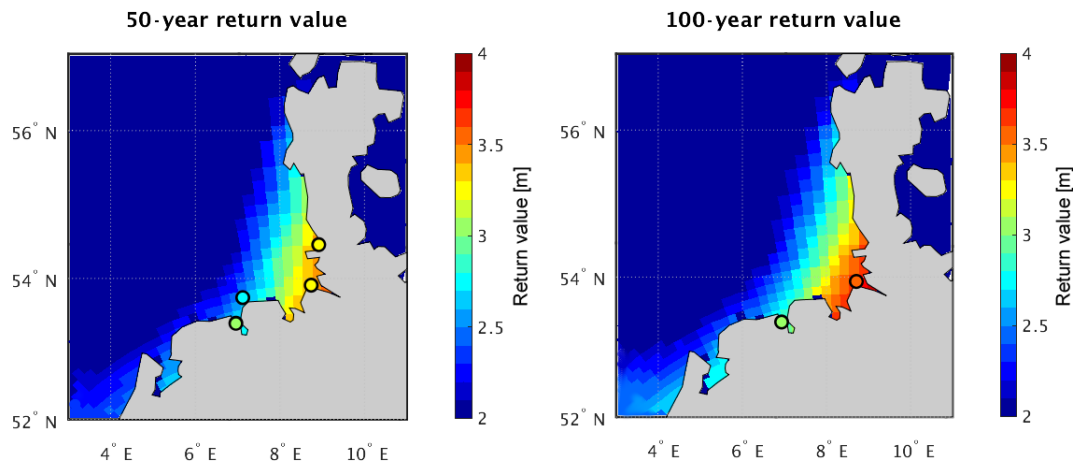 50-year return value
100-year return value
56° N
54° N
52° N
4° E
6° E
8° E
10° E
4
3.5
3
2.5
2
Return value [m]
56° N
54° N
52° N
4° E
6° E
8° E
10° E
4
3.5
3
2.5
2
Return value [m]